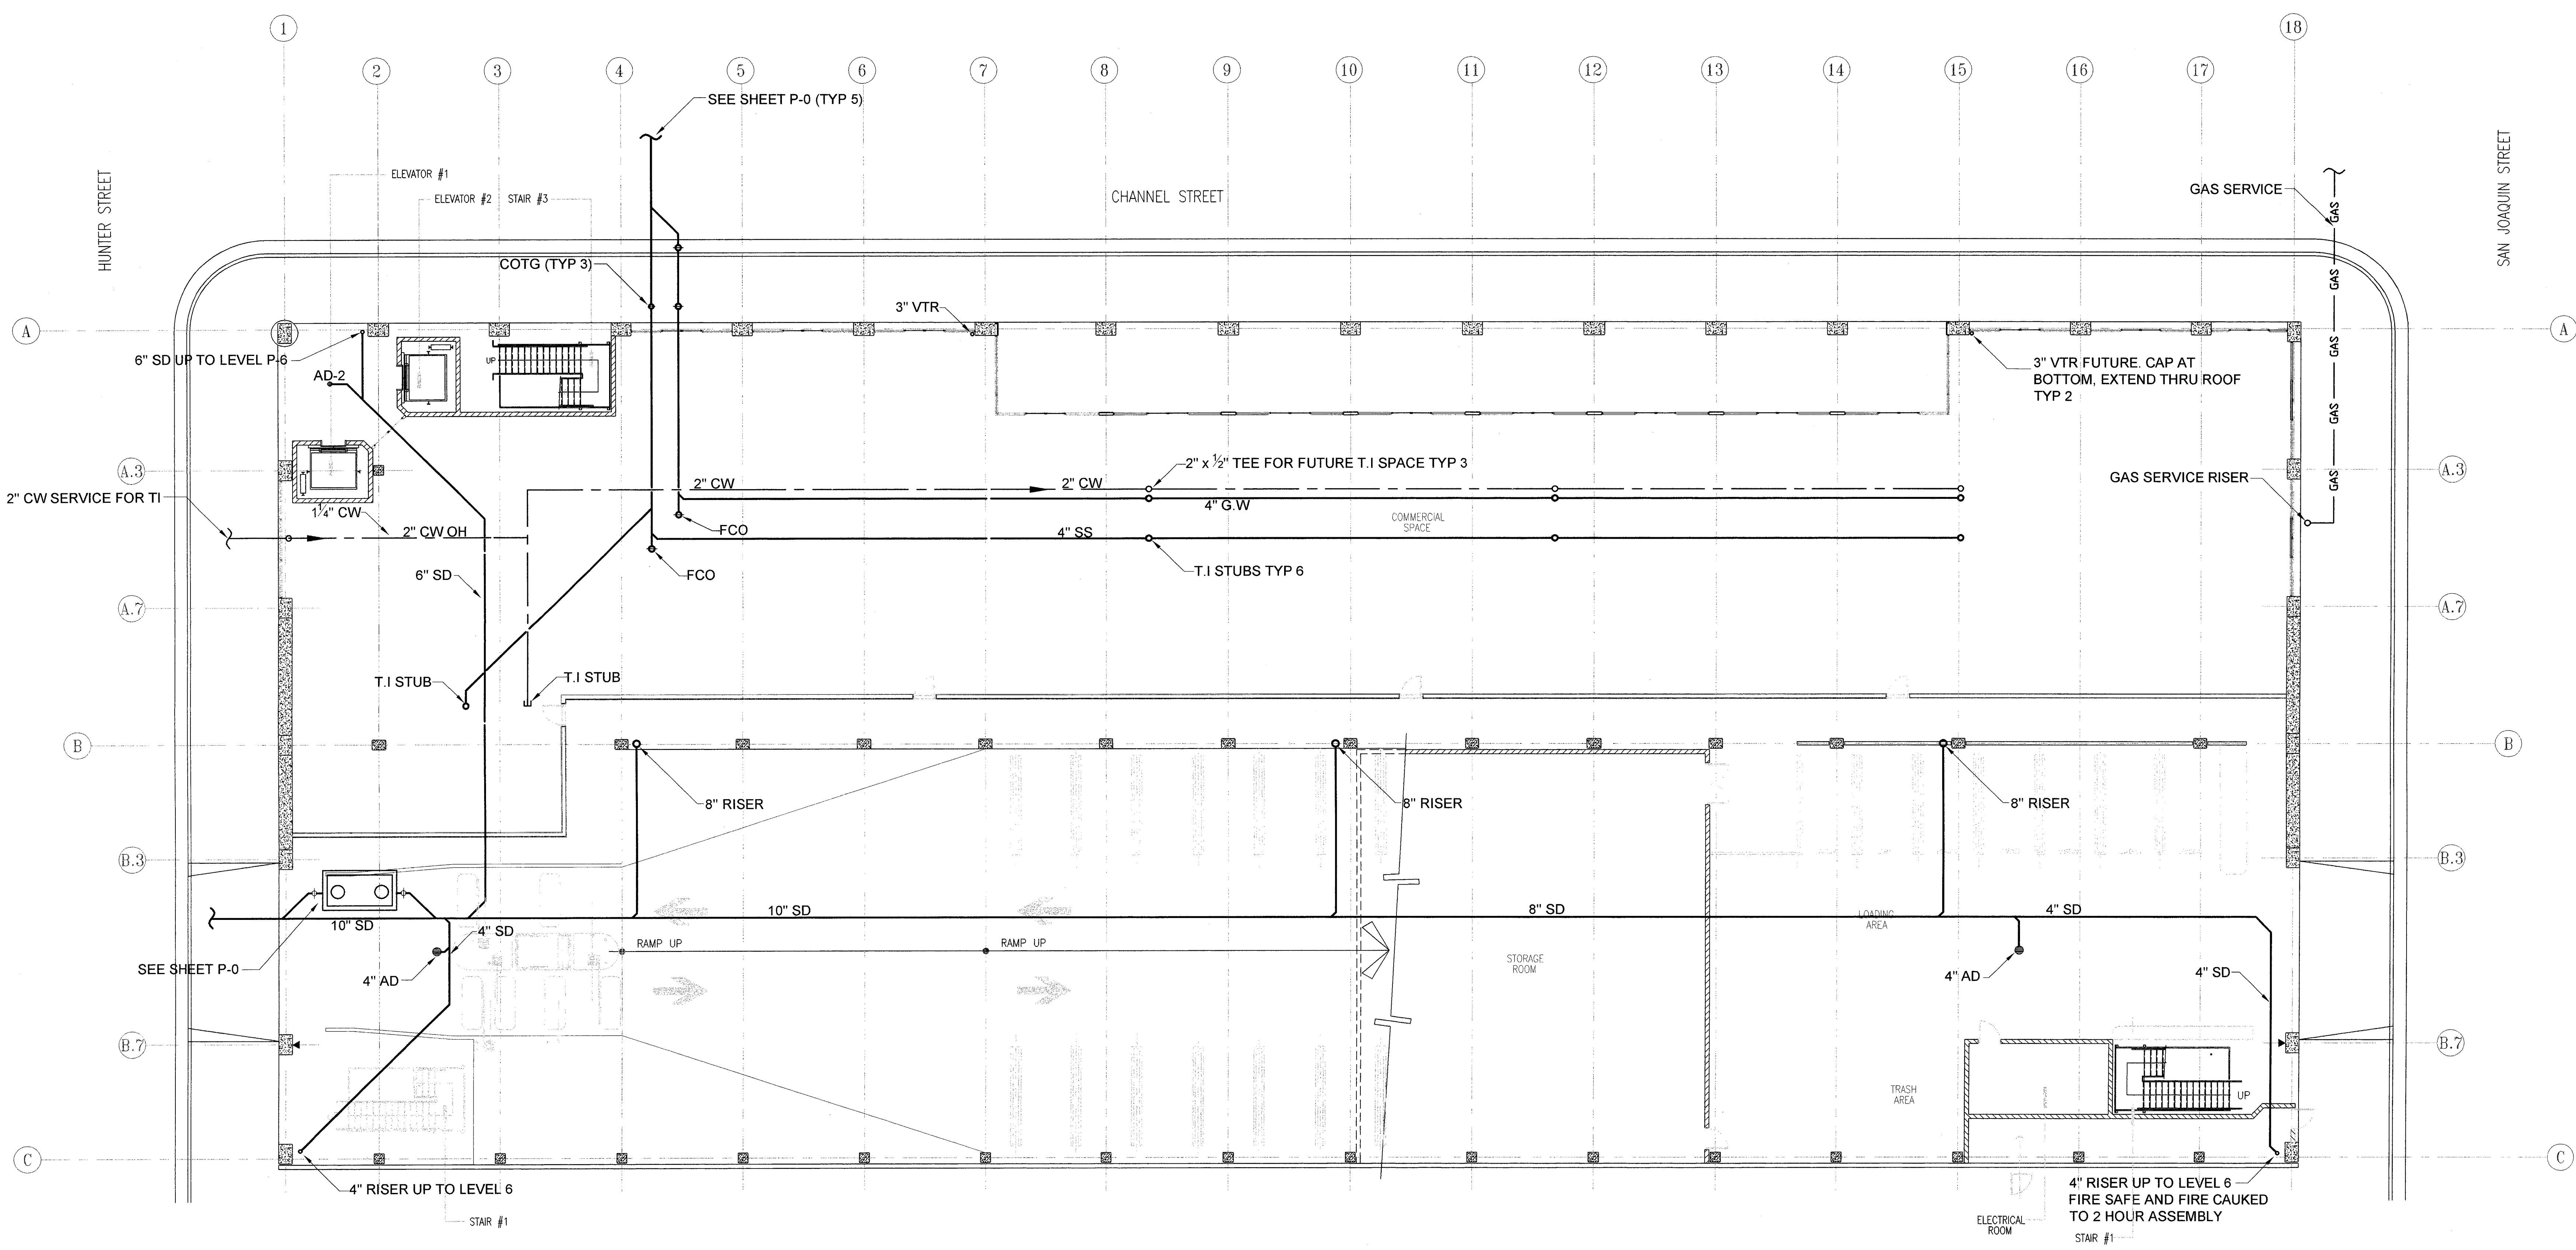 1
18
2
3
4
5
6
7
8
9
10
11
12
13
14
15
16
17
SEE SHEET P-0 (TYP 5)
HUNTER STREET
ELEVATOR #1
ELEVATOR #2
STAIR #3
CHANNEL STREET
GAS SERVICE
SAN JOAQUIN STREET
GAS
GAS
GAS
GAS
GAS
GAS
COTG (TYP 3)
3" VTR
A
A
6" SD UP TO LEVEL P-6
AD-2
UP
3" VTR FUTURE. CAP AT
BOTTOM, EXTEND THRU ROOF
TYP 2
A.3
A.3
2" x ½" TEE FOR FUTURE T.I SPACE TYP 3
GAS SERVICE RISER
2" CW
2" CW
2" CW SERVICE FOR TI
4" G.W
1¼" CW
COMMERCIAL
SPACE
2" CW OH
FCO
4" SS
6" SD
FCO
T.I STUBS TYP 6
A.7
A.7
T.I STUB
T.I STUB
B
B
8" RISER
8" RISER
8" RISER
B.3
B.3
10" SD
10" SD
8" SD
4" SD
LOADING
AREA
4" SD
RAMP UP
RAMP UP
STORAGE
ROOM
SEE SHEET P-0
4" AD
4" AD
4" SD
B.7
B.7
TRASH
AREA
UP
C
C
4" RISER UP TO LEVEL 6
4" RISER UP TO LEVEL 6
FIRE SAFE AND FIRE CAUKED
TO 2 HOUR ASSEMBLY
STAIR #1
ELECTRICAL
ROOM
STAIR #1